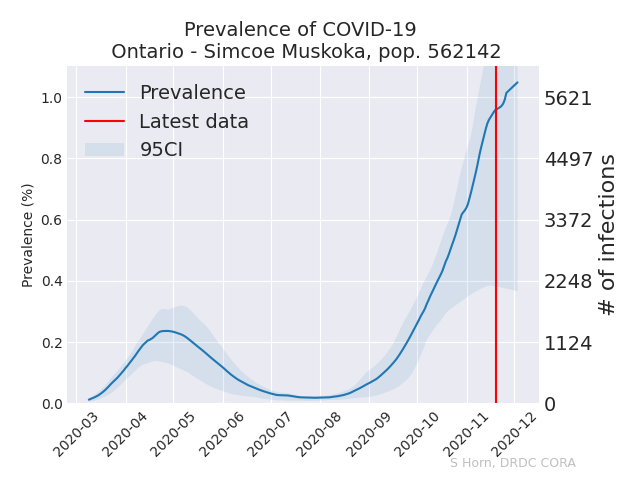 Prevalence of COVID-19
Ontario - Simcoe Muskoka, pop. 562142
Prevalence
Latest data
95CI
Prevalence (%)
1.0
0.8
0.6
0.4
0.2
0.0
5621
4497
3372
2248
1124
0
# of infections
2020-03
2020-04
2020-05
2020-06
2020-07
2020-08
2020-09
2020-10
2020-11
2020-12
S Horn, DRDC CORA